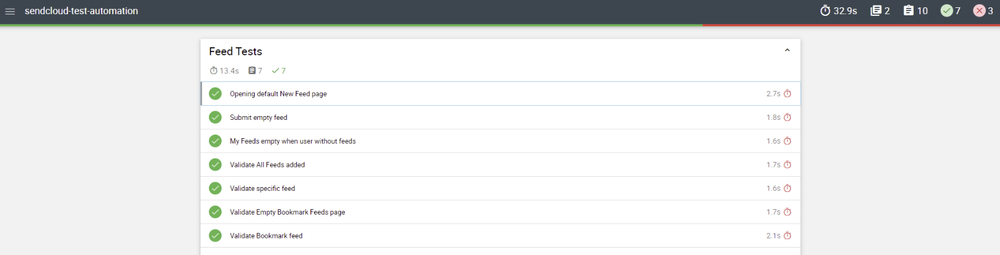 sendcloud-test-automation 32.9s 2 10 7 3
Feed Tests
13.4s 7 7
Opening default New Feed page 2.7s
Submit empty feed 1.8s
My Feeds empty when user without feeds 1.6s
Validate All Feeds added 1.7s
Validate specific feed 1.6s
Validate Empty Bookmark Feeds page 1.7s
Validate Bookmark feed 2.1s